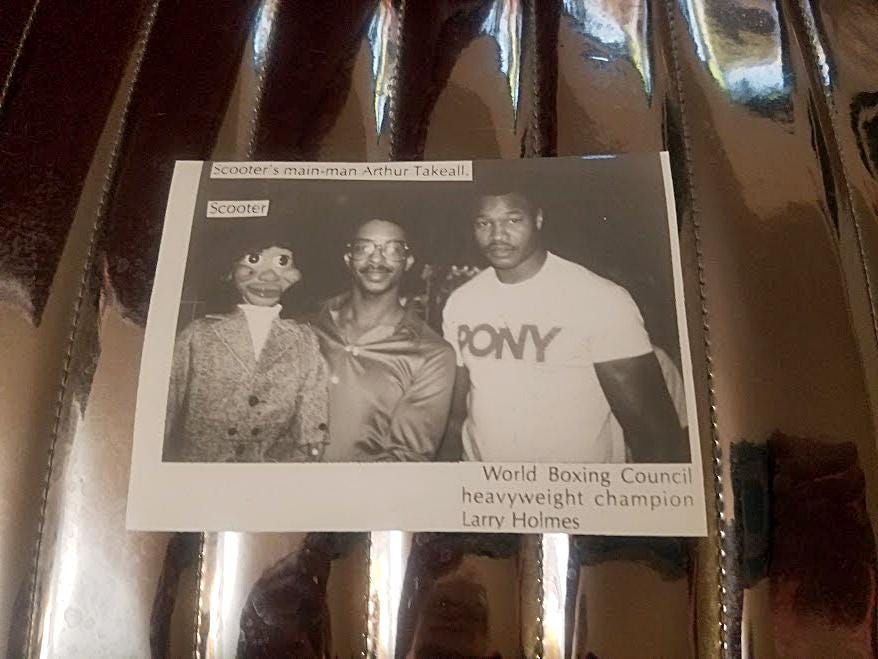 Scooter's main-man Arthur Takeall.
Scooter
PONY
World Boxing Council
heavyweight champion
Larry Holmes